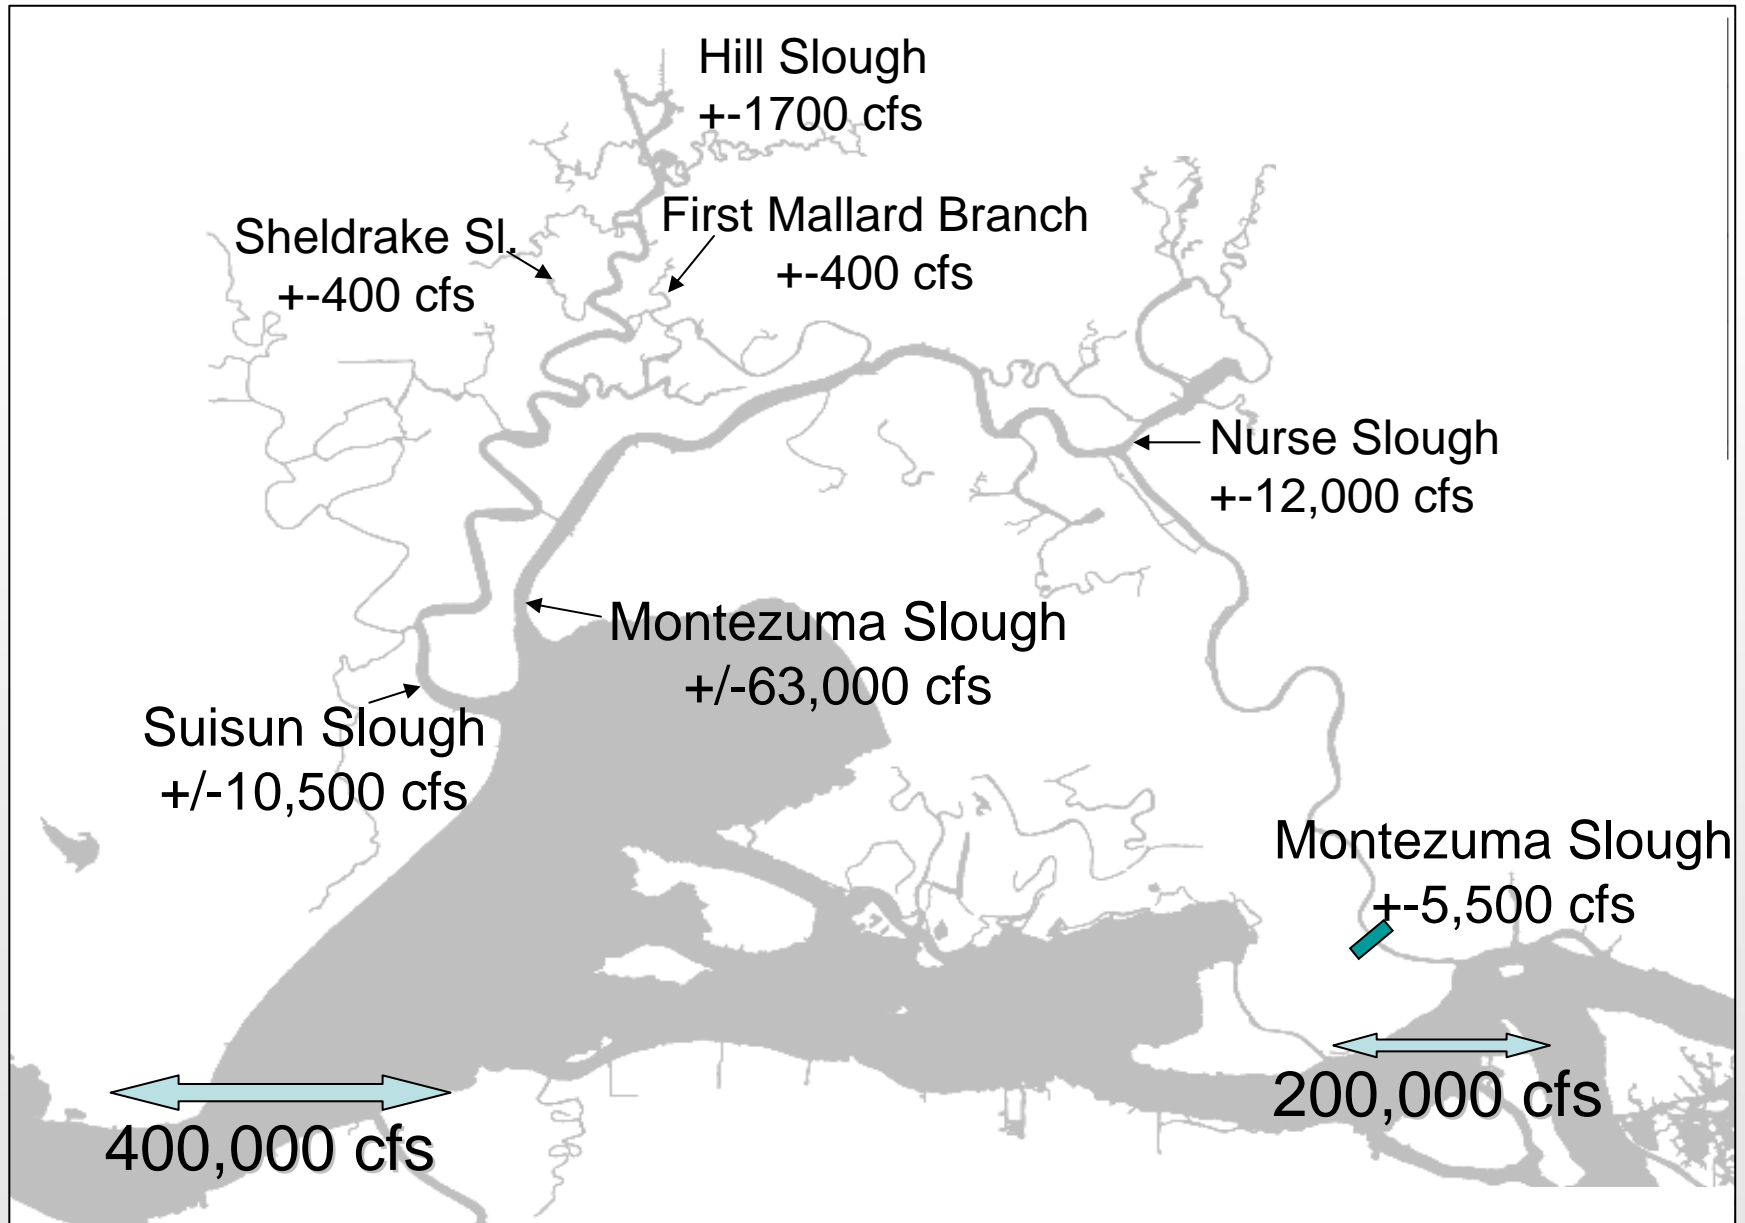 Hill Slough
+-1700 cfs
First Mallard Branch
+-400 cfs
Sheldrake Sl.
+-400 cfs
Nurse Slough
+-12,000 cfs
Montezuma Slough
+/-63,000 cfs
Suisun Slough
+/-10,500 cfs
Montezuma Slough
+-5,500 cfs
200,000 cfs
400,000 cfs